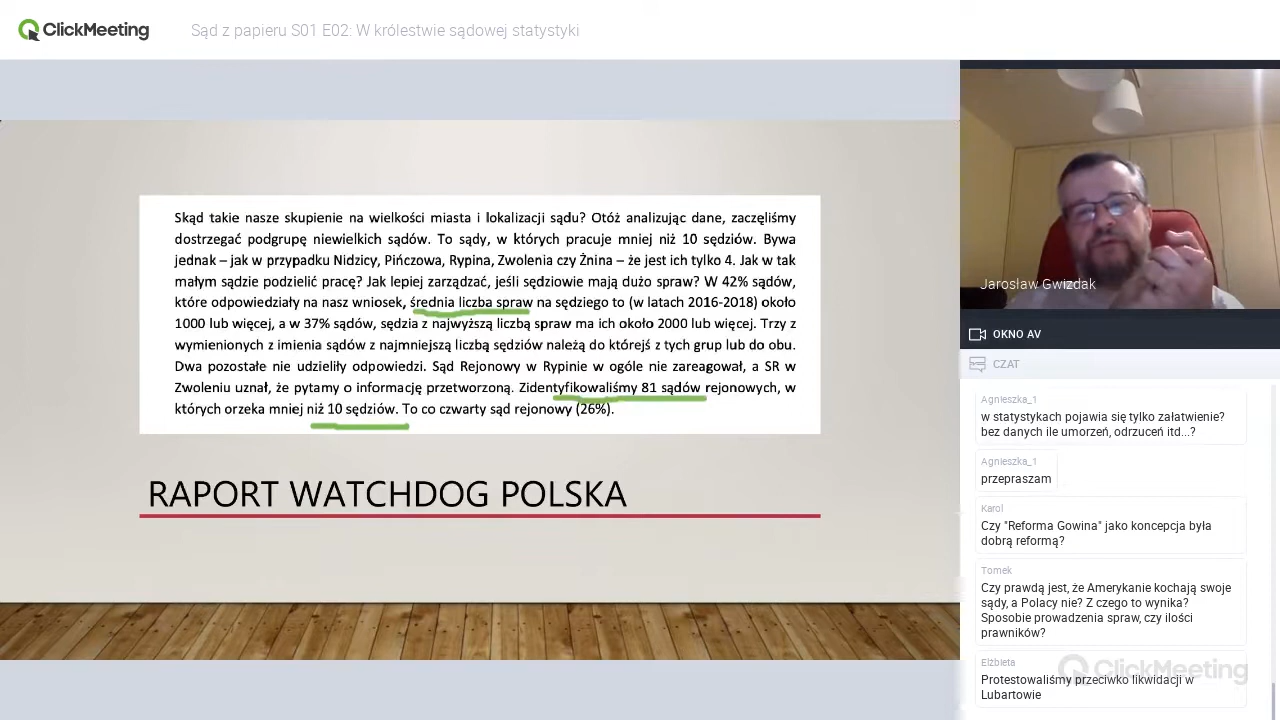 ClickMeeting
Sąd z papieru S01 E02: W królestwie sądowej statystyki
Skąd takie nasze skupienie na wielkości miasta i lokalizacji sądu? Otóż analizując dane, zaczęliśmy
dostrzegać podgrupę niewielkich sądów. To sądy, w których pracuje mniej niż 10 sędziów. Bywa
jednak – jak w przypadku Nidzicy, Pińczowa, Rypina, Zwolenia czy Żnina – że jest ich tylko 4. Jak w tak
małym sądzie podzielić pracę? Jak lepiej zarządzać, jeśli sędziowie mają dużo spraw? W 42% sądów,
które odpowiedziały na nasz wniosek, średnia liczba spraw na sędziego to (w latach 2016-2018) około
1000 lub więcej, a w 37% sądów, sędzia z najwyższą liczbą spraw ma ich około 2000 lub więcej. Trzy z
wymienionych z imienia sądów z najmniejszą liczbą sędziów należą do którejś z tych grup lub do obu.
Dwa pozostałe nie udzieliły odpowiedzi. Sąd Rejonowy w Rypinie w ogóle nie zareagował, a SR w
Zwoleniu uznał, że pytamy o informację przetworzoną. Zidentyfikowaliśmy 81 sądów rejonowych, w
których orzeka mniej niż 10 sędziów. To co czwarty sąd rejonowy (26%).
RAPORT WATCHDOG POLSKA
Jarosław Gwizdak
OKNO AV
CZAT
Agnieszka_1
w statystykach pojawia się tylko załatwienie?
bez danych ile umorzeń, odrzuceń itd...?
Agnieszka_1
przepraszam
Karol
Czy "Reforma Gowina" jako koncepcja była
dobrą reformą?
Tomek
Czy prawdą jest, że Amerykanie kochają swoje
sądy, a Polacy nie? Z czego to wynika?
Sposobie prowadzenia spraw, czy ilości
prawników?
Elżbieta
Protestowaliśmy przeciwko likwidacji w
Lubartowie
ClickMeeting